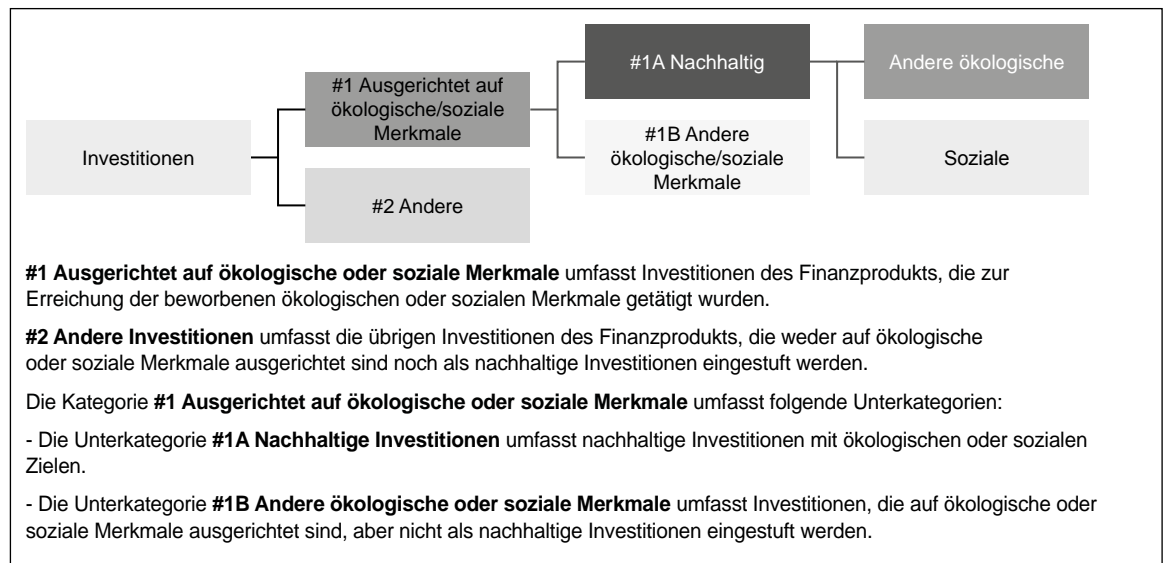 Investitionen
#1 Ausgerichtet auf
ökologische/soziale
Merkmale
#2 Andere
#1A Nachhaltig
#1B Andere
ökologische/soziale
Merkmale
Andere ökologische
Soziale
#1 Ausgerichtet auf ökologische oder soziale Merkmale umfasst Investitionen des Finanzprodukts, die zur
Erreichung der beworbenen ökologischen oder sozialen Merkmale getätigt wurden.
#2 Andere Investitionen umfasst die übrigen Investitionen des Finanzprodukts, die weder auf ökologische
oder soziale Merkmale ausgerichtet sind noch als nachhaltige Investitionen eingestuft werden.
Die Kategorie #1 Ausgerichtet auf ökologische oder soziale Merkmale umfasst folgende Unterkategorien:
- Die Unterkategorie #1A Nachhaltige Investitionen umfasst nachhaltige Investitionen mit ökologischen oder sozialen
Zielen.
- Die Unterkategorie #1B Andere ökologische oder soziale Merkmale umfasst Investitionen, die auf ökologische oder
soziale Merkmale ausgerichtet sind, aber nicht als nachhaltige Investitionen eingestuft werden.